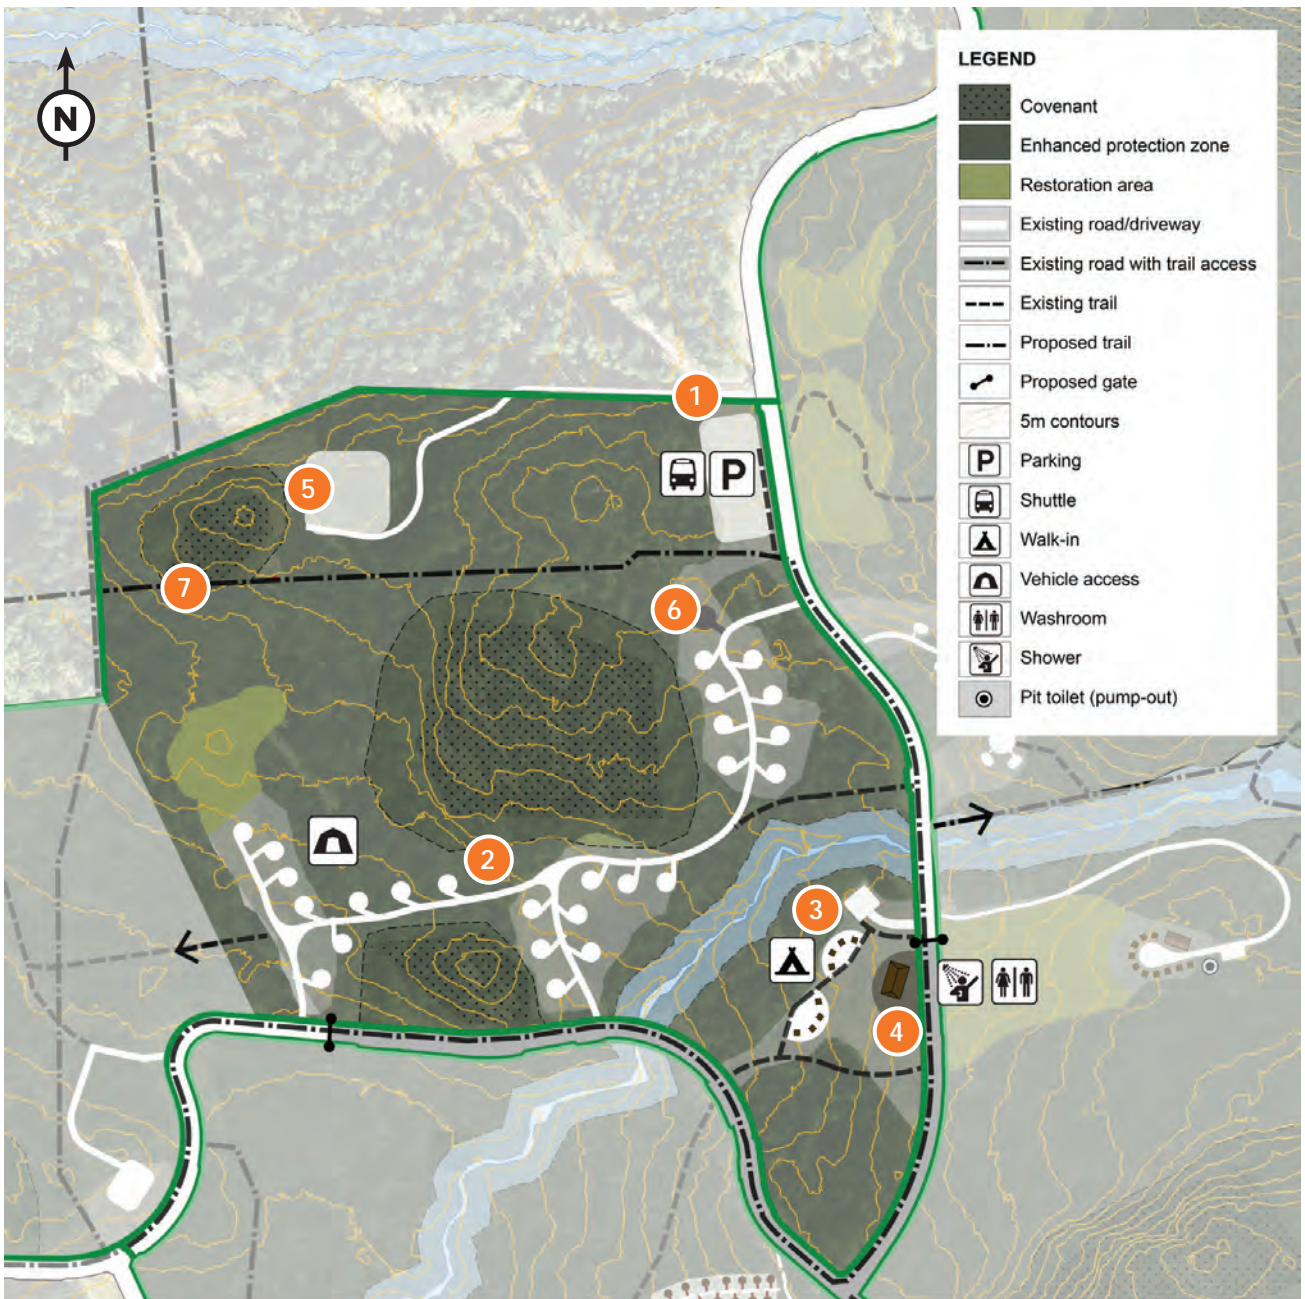 N
LEGEND
Covenant
Enhanced protection zone
Restoration area
Existing road/driveway
Existing road with trail access
Existing trail
Proposed trail
Proposed gate
5m contours
P Parking
Shuttle
Walk-in
Vehicle access
Washroom
Shower
Pit toilet (pump-out)
1
P
5
7
6
2
3
4